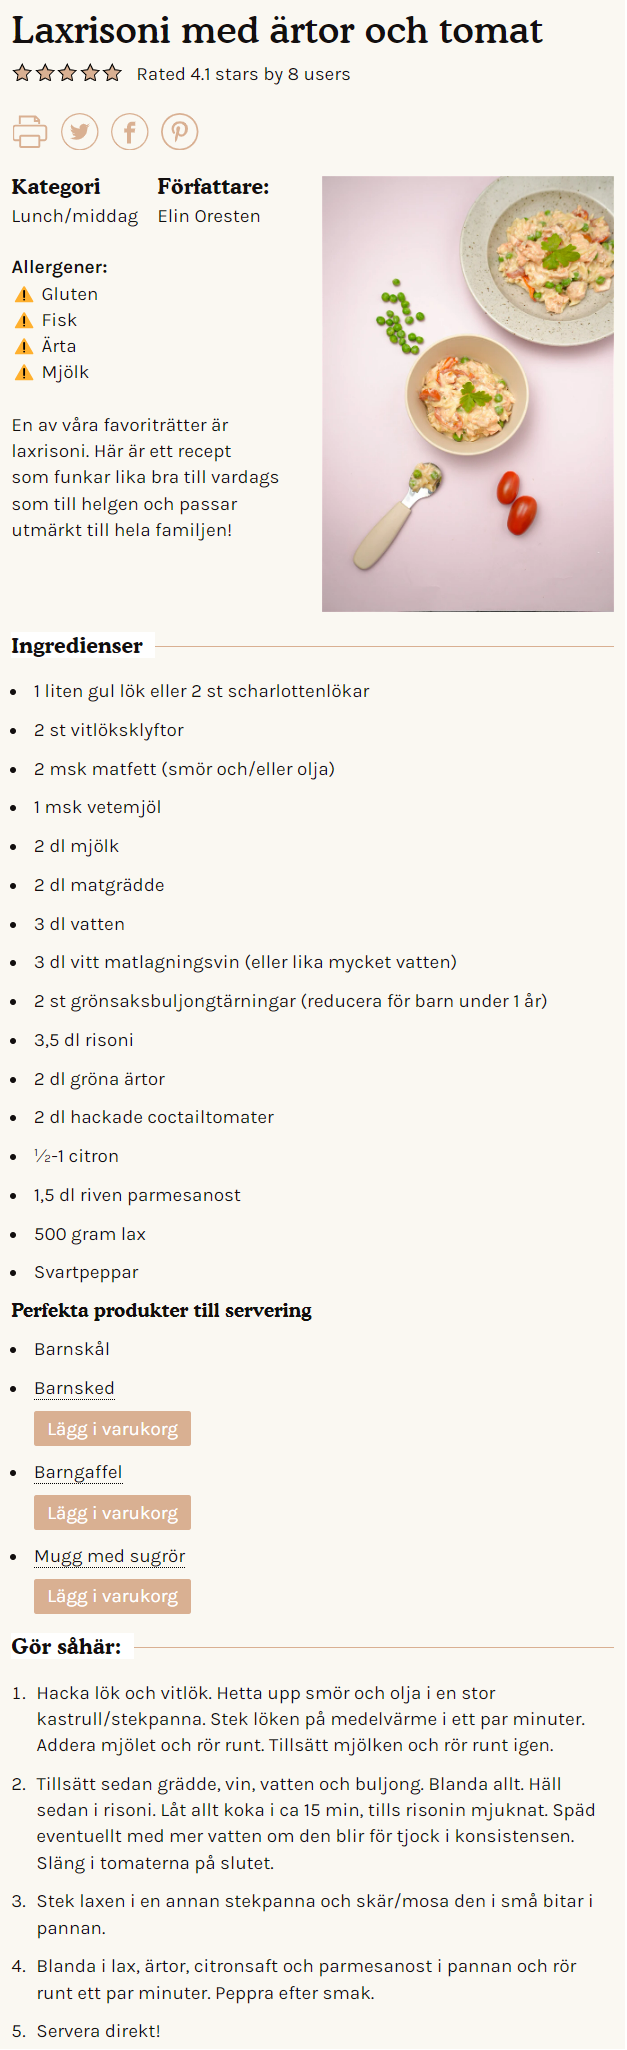 Laxrisoni med ärtor och tomat
Rated 4.1 stars by 8 users
Kategori
Lunch/middag
Författare:
Elin Oresten
Allergener:
Gluten
Fisk
Ärta
Mjölk
En av våra favoriträtter är
laxrisoni. Här är ett recept
som funkar lika bra till vardags
som till helgen och passar
utmärkt till hela familjen!
Ingredienser
• 1 liten gul lök eller 2 st scharlottenlökar
• 2 st vitlöksklyftor
• 2 msk matfett (smör och/eller olja)
• 1 msk vetemjöl
• 2 dl mjölk
• 2 dl matgrädde
• 3 dl vatten
• 3 dl vitt matlagningsvin (eller lika mycket vatten)
• 2 st grönsaksbuljongtärningar (reducera för barn under 1 år)
• 3,5 dl risoni
• 2 dl gröna ärtor
• 2 dl hackade coctailtomater
• ½-1 citron
• 1,5 dl riven parmesanost
• 500 gram lax
• Svartpeppar
Perfekta produkter till servering
• Barnskål
• Barnsked
Lägg i varukorg
• Barngaffel
Lägg i varukorg
• Mugg med sugrör
Lägg i varukorg
Gör såhär:
1. Hacka lök och vitlök. Hetta upp smör och olja i en stor
kastrull/stekpanna. Stek löken på medelvärme i ett par minuter.
Addera mjölet och rör runt. Tillsätt mjölken och rör runt igen.
2. Tillsätt sedan grädde, vin, vatten och buljong. Blanda allt. Häll
sedan i risoni. Låt allt koka i ca 15 min, tills risonin mjuknat. Späd
eventuellt med mer vatten om den blir för tjock i konsistensen.
Släng i tomaterna på slutet.
3. Stek laxen i en annan stekpanna och skär/mosa den i små bitar i
pannan.
4. Blanda i lax, ärtor, citronsaft och parmesanost i pannan och rör
runt ett par minuter. Peppra efter smak.
5. Servera direkt!